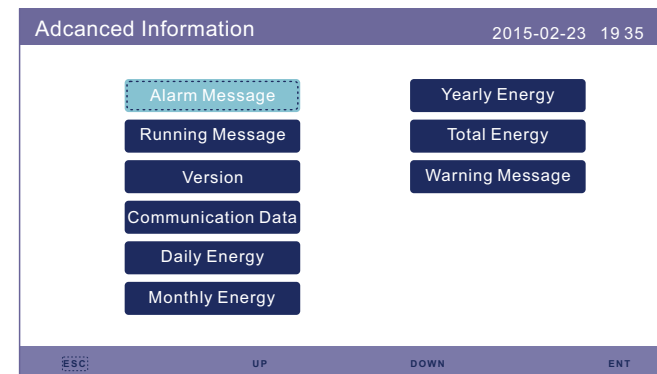 Adcanced Information 2015-02-23 19 35
Alarm Message
Running Message
Version
Communication Data
Daily Energy
Monthly Energy
Yearly Energy
Total Energy
Warning Message
ESC UP DOWN ENT